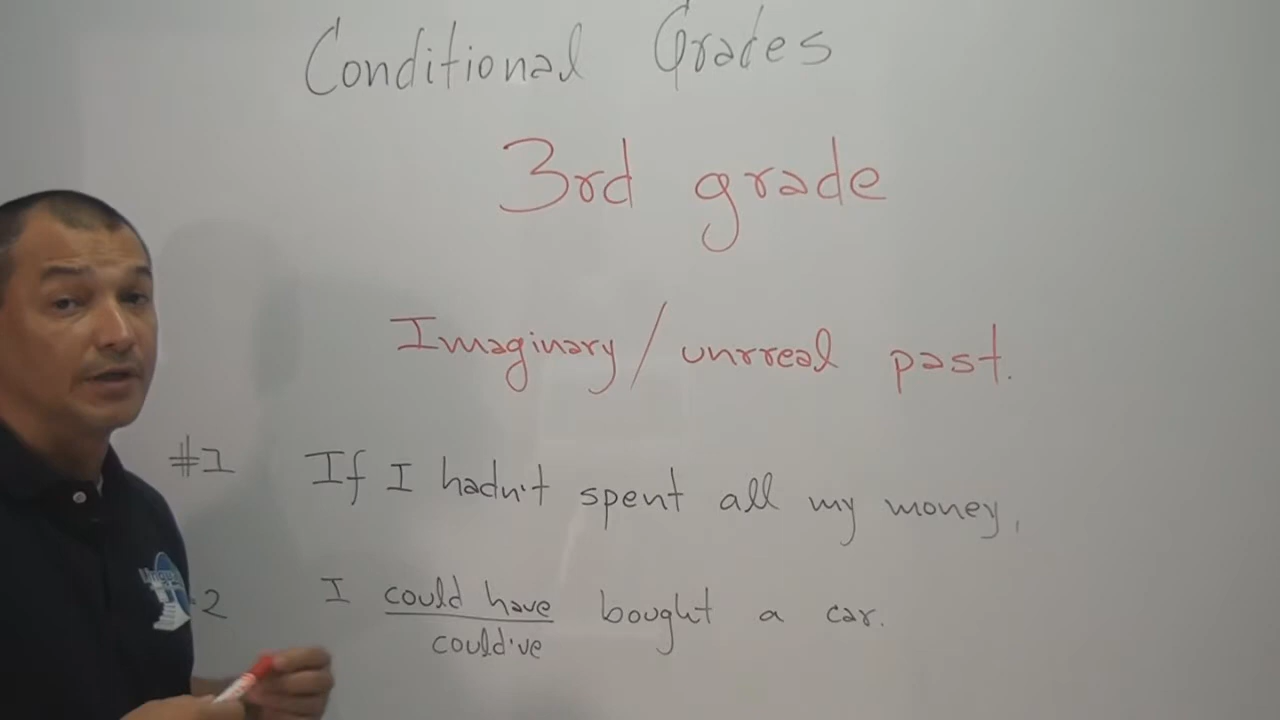 Conditional Grades
3rd grade
Imaginary / unrreal past.
#1 If I hadn't spent all my money,
2 I could have bought a car.
could've